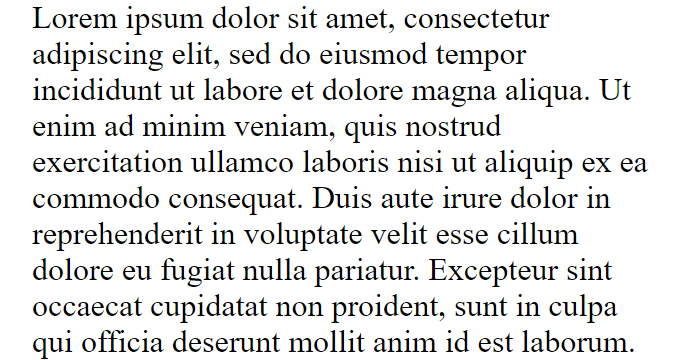 Lorem ipsum dolor sit amet, consectetur
adipiscing elit, sed do eiusmod tempor
incididunt ut labore et dolore magna aliqua. Ut
enim ad minim veniam, quis nostrud
exercitation ullamco laboris nisi ut aliquip ex ea
commodo consequat. Duis aute irure dolor in
reprehenderit in voluptate velit esse cillum
dolore eu fugiat nulla pariatur. Excepteur sint
occaecat cupidatat non proident, sunt in culpa
qui officia deserunt mollit anim id est laborum.